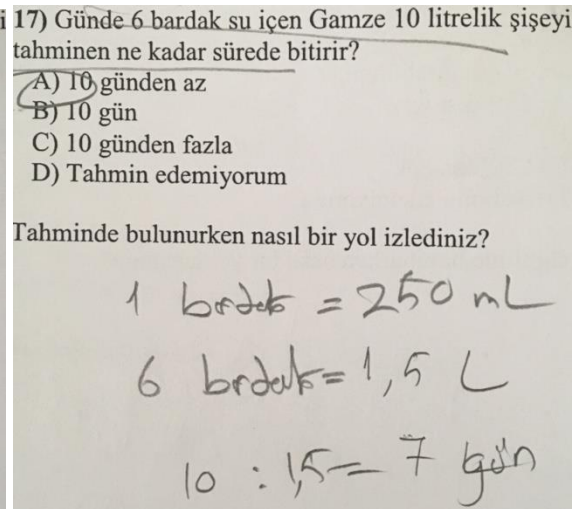 i 17) Günde 6 bardak su içen Gamze 10 litrelik şişeyi
tahminen ne kadar sürede bitirir?
A) 10 günden az
B) 10 gün
C) 10 günden fazla
D) Tahmin edemiyorum
Tahminde bulunurken nasıl bir yol izlediniz?
1 bardak = 250 mL
6 bardak = 1,5 L
10 : 1,5 = 7 gün